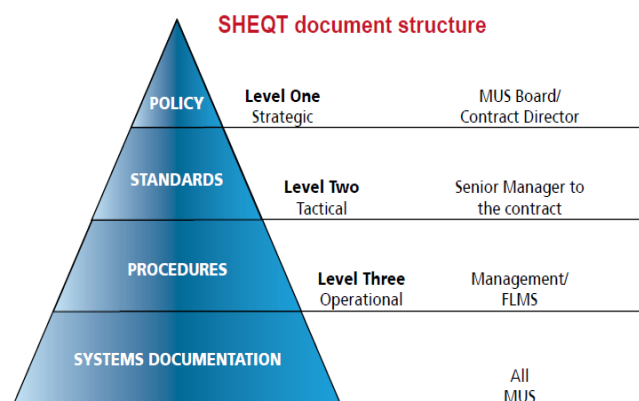 SHEQT document structure
POLICY
Level One
Strategic
MUS Board/
Contract Director
STANDARDS
Level Two
Tactical
Senior Manager to
the contract
PROCEDURES
Level Three
Operational
Management/
FLMS
SYSTEMS DOCUMENTATION
All
MUS